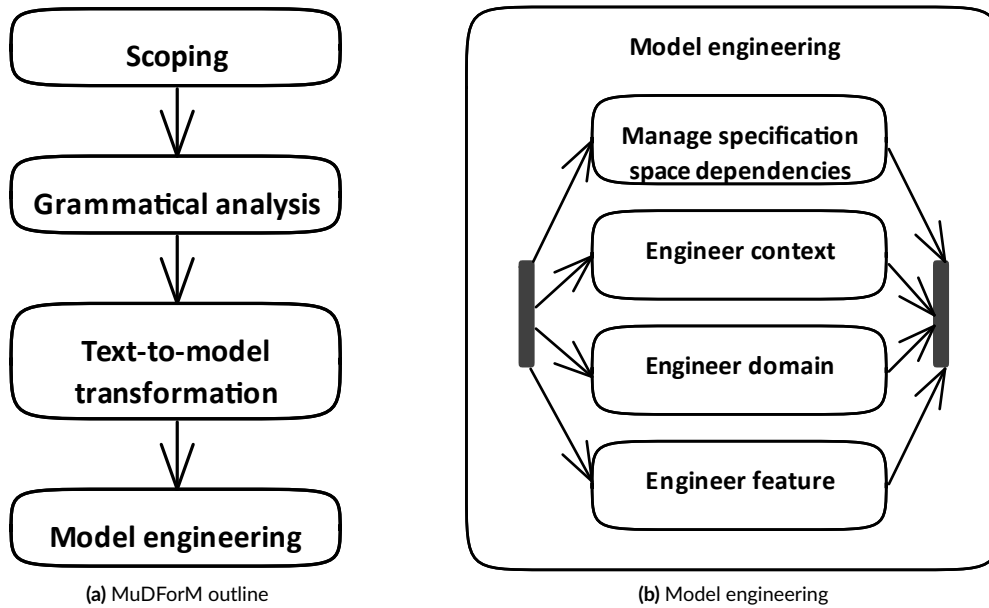 Scoping
Grammatical analysis
Text-to-model
transformation
Model engineering
(a) MuDForM outline
Model engineering
Manage specification
space dependencies
Engineer context
Engineer domain
Engineer feature
(b) Model engineering